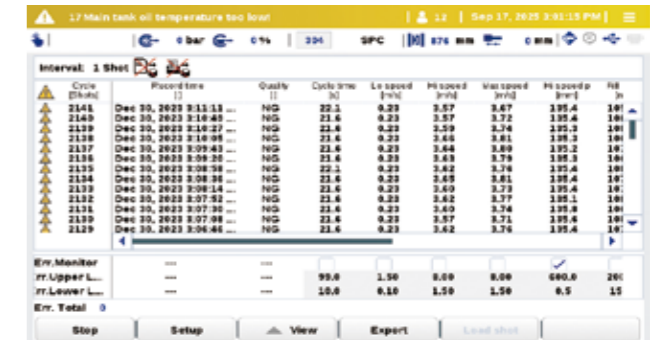 17 Main tank oil temperature too low! 12 Sep 17, 2025 3:01:15 PM
0 bar 0 % 304 SPC 876 mm 0 mm
Interval: 1 Shot
Cycle Record time Quality Cycle time Lo speed Hi speed Max speed Hi speed p Fill
[Shots] [] [] [s] [m/s] [m/s] [m/s] [mm]
2141 Dec 30, 2023 3:11:11 ... NG 22.1 0.23 3.57 3.67 135.4
2140 Dec 30, 2023 3:10:49 ... NG 21.6 0.23 3.57 3.72 135.4
2139 Dec 30, 2023 3:10:27 ... NG 21.6 0.23 3.59 3.74 135.3
2138 Dec 30, 2023 3:10:05 ... NG 21.6 0.23 3.66 3.81 135.3
2137 Dec 30, 2023 3:09:43 ... NG 21.6 0.23 3.64 3.80 135.2
2136 Dec 30, 2023 3:09:20 ... NG 21.6 0.23 3.63 3.79 135.3
2135 Dec 30, 2023 3:08:58 ... NG 22.1 0.23 3.62 3.76 135.4
2134 Dec 30, 2023 3:08:36 ... NG 21.6 0.23 3.65 3.81 135.3
2133 Dec 30, 2023 3:08:14 ... NG 21.6 0.23 3.60 3.73 135.4
2132 Dec 30, 2023 3:07:52 ... NG 21.6 0.23 3.62 3.77 135.1
2131 Dec 30, 2023 3:07:30 ... NG 21.6 0.23 3.60 3.74 135.8
2130 Dec 30, 2023 3:07:08 ... NG 21.6 0.23 3.57 3.71 135.4
2129 Dec 30, 2023 3:06:46 ... NG 21.6 0.23 3.62 3.76 135.4
Err.Monitor --- ---
rr.Upper L... --- --- 99.0 1.50 8.00 8.00 600.0
rr.Lower L... --- --- 10.0 0.10 1.50 1.50 0.5 15
Err. Total 0
Stop Setup View Export Load shot